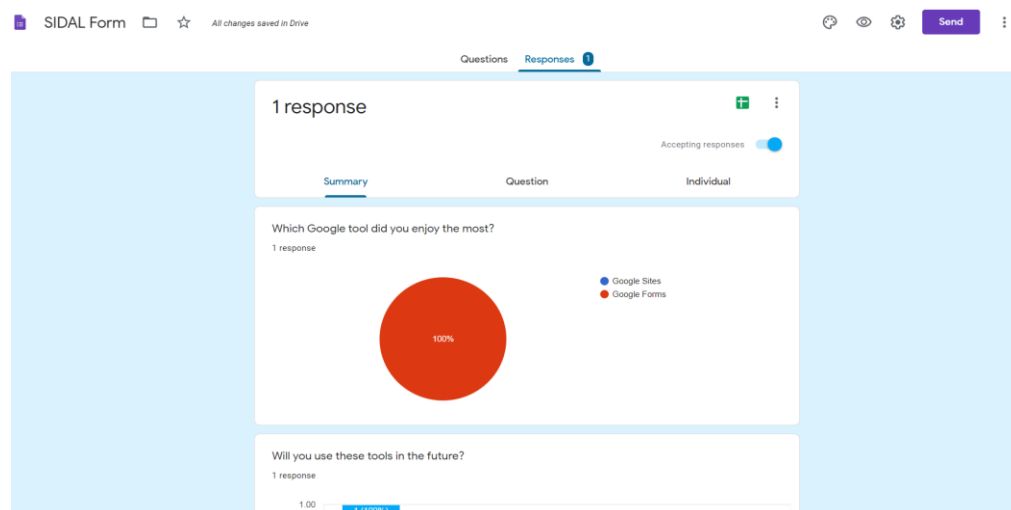 SIDAL Form
All changes saved in Drive
Send
Questions
Responses 1
1 response
Accepting responses
Summary
Question
Individual
Which Google tool did you enjoy the most?
1 response
Google Sites
Google Forms
100%
Will you use these tools in the future?
1 response
1.00
1 (100%)